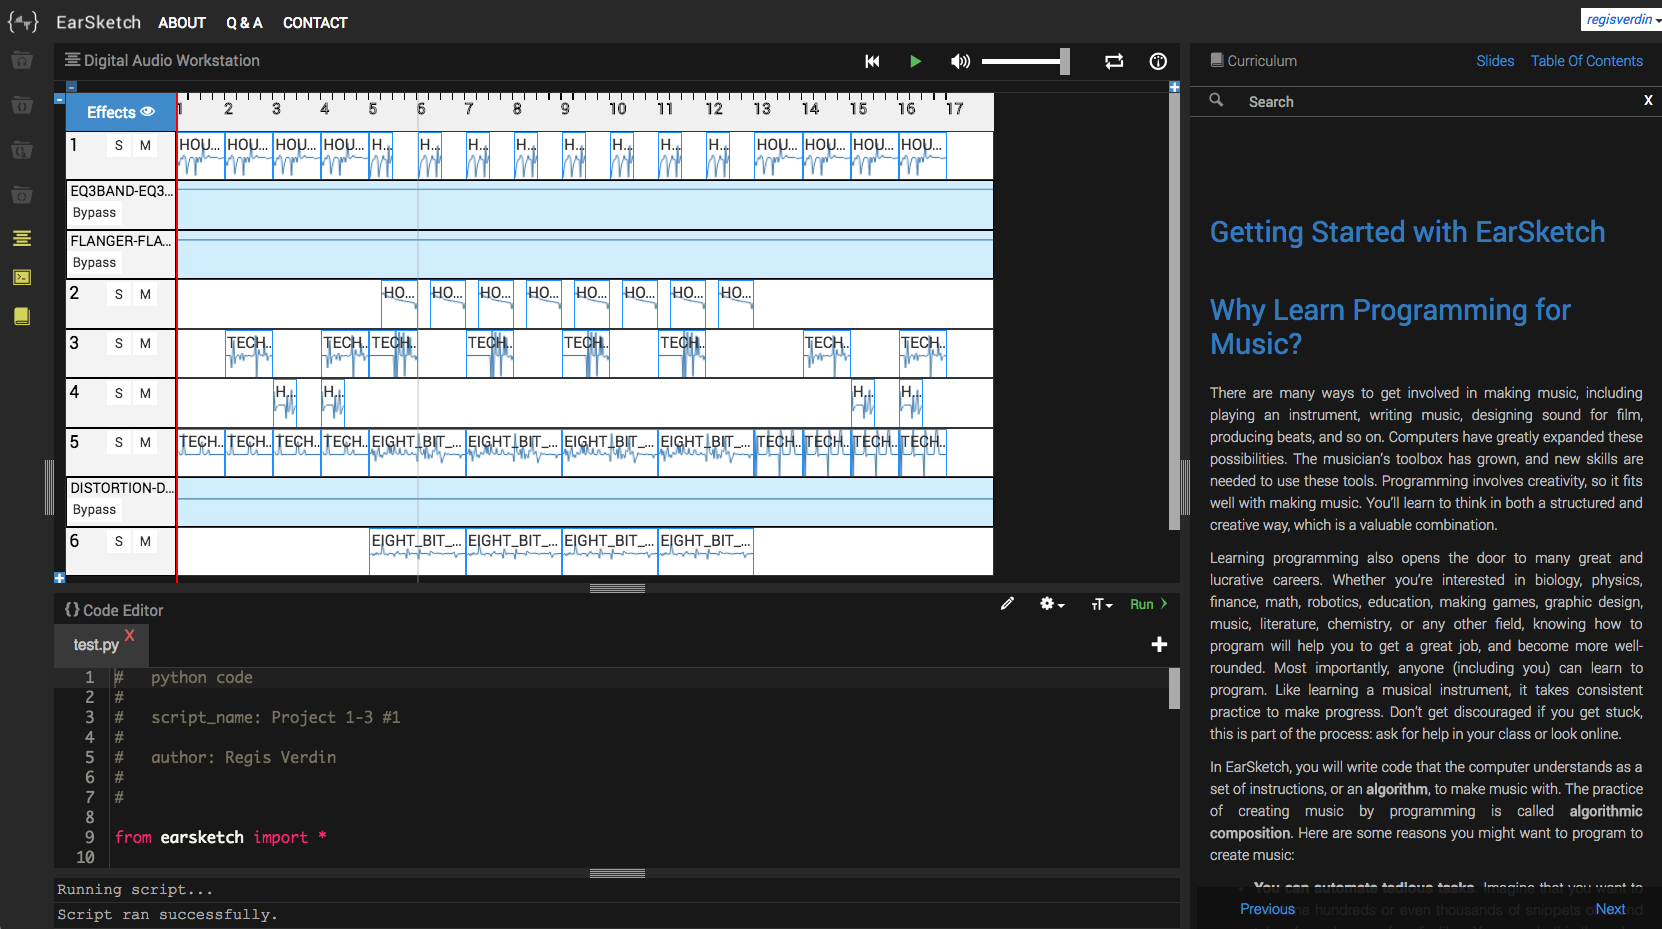 EarSketch ABOUT Q & A CONTACT
regisverdin
Digital Audio Workstation
Effects
1 2 3 4 5 6 7 8 9 10 11 12 13 14 15 16 17
1 S M HOU... HOU... HOU... HOU... H... H... H... H... H... H... H... H... HOU... HOU... HOU... HOU...
EQ3BAND-EQ3...
Bypass
FLANGER-FLA...
Bypass
2 S M HO... HO... HO... HO... HO... HO... HO... HO...
3 S M TECH.. TECH.. TECH.. TECH.. TECH.. TECH.. TECH.. TECH..
4 S M H... H... H... H...
5 S M TECH.. TECH.. TECH.. TECH.. EIGHT_BIT_... EIGHT_BIT_... EIGHT_BIT_... EIGHT_BIT_... TECH.. TECH.. TECH.. TECH..
DISTORTION-D...
Bypass
6 S M EIGHT_BIT_... EIGHT_BIT_... EIGHT_BIT_... EIGHT_BIT_...
Code Editor
Run
test.py X
1 # python code
2 #
3 # script_name: Project 1-3 #1
4 #
5 # author: Regis Verdin
6 #
7 #
8
9 from earsketch import *
10
Running script...
Script ran successfully.
Curriculum Slides Table Of Contents
Search X
Getting Started with EarSketch
Why Learn Programming for
Music?
There are many ways to get involved in making music, including
playing an instrument, writing music, designing sound for film,
producing beats, and so on. Computers have greatly expanded these
possibilities. The musician's toolbox has grown, and new skills are
needed to use these tools. Programming involves creativity, so it fits
well with making music. You'll learn to think in both a structured and
creative way, which is a valuable combination.
Learning programming also opens the door to many great and
lucrative careers. Whether you're interested in biology, physics,
finance, math, robotics, education, making games, graphic design,
music, literature, chemistry, or any other field, knowing how to
program will help you to get a great job, and become more well-
rounded. Most importantly, anyone (including you) can learn to
program. Like learning a musical instrument, it takes consistent
practice to make progress. Don't get discouraged if you get stuck,
this is part of the process: ask for help in your class or look online.
In EarSketch, you will write code that the computer understands as a
set of instructions, or an algorithm, to make music with. The practice
of creating music by programming is called algorithmic
composition. Here are some reasons you might want to program to
create music:
You can automate tedious tasks. Imagine that you want to
hundreds or even thousands of snippets of
Previous Next